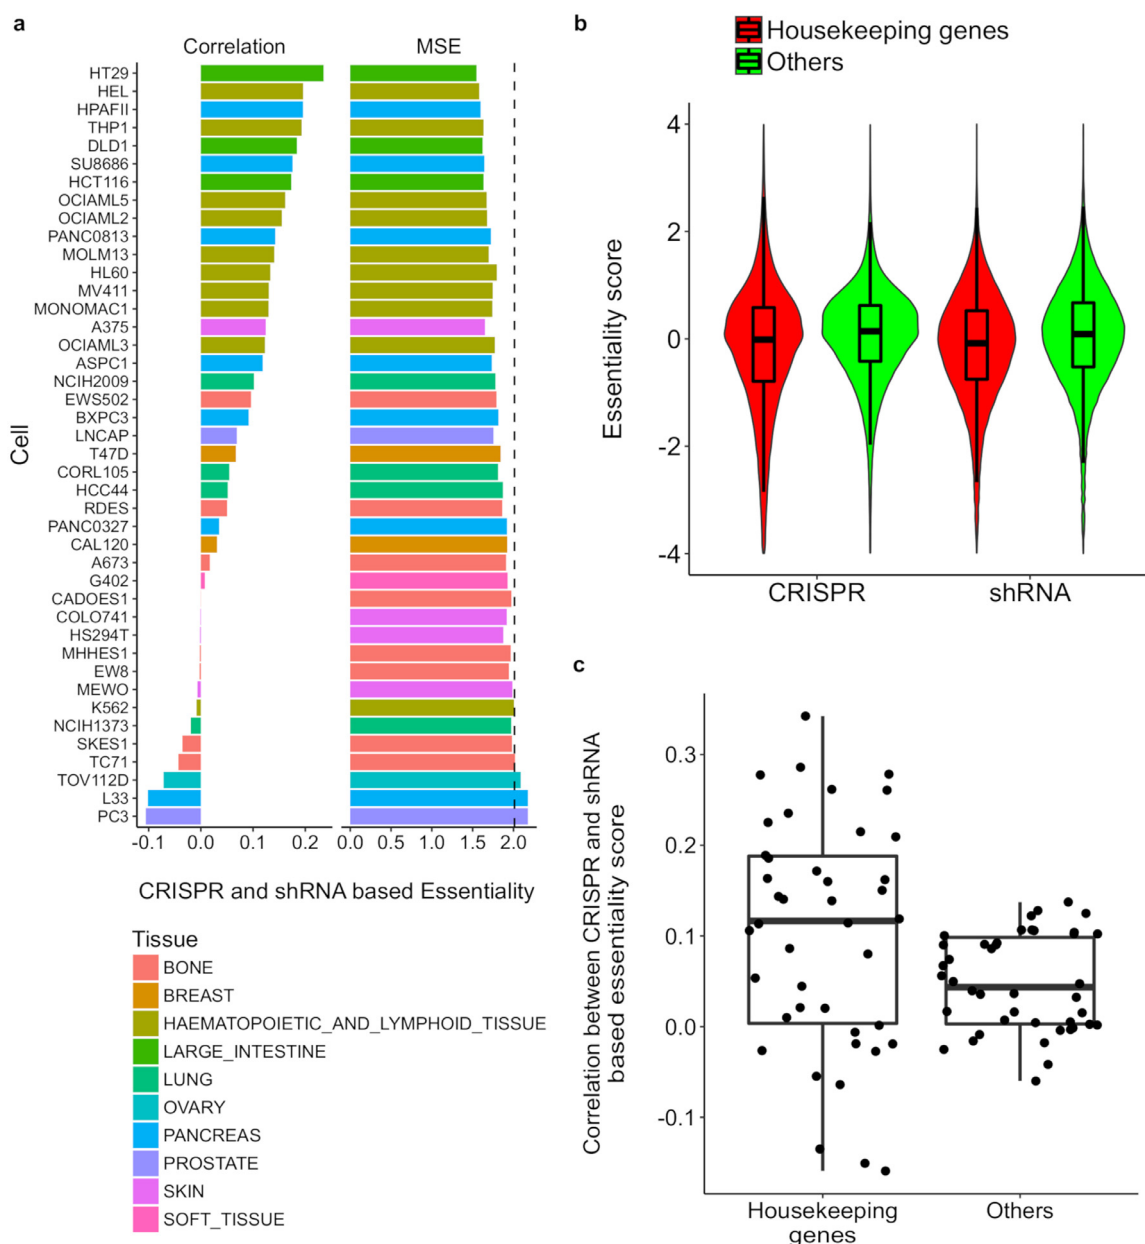 a
Correlation
MSE
Cell
HT29
HEL
HPAFII
THP1
DLD1
SU8686
HCT116
OCIAML5
OCIAML2
PANC0813
MOLM13
HL60
MV411
MONOMAC1
A375
OCIAML3
ASPC1
NCIH2009
EWS502
BXPC3
LNCAP
T47D
CORL105
HCC44
RDES
PANC0327
CAL120
A673
G402
CADOES1
COLO741
HS294T
MHHES1
EW8
MEWO
K562
NCIH1373
SKES1
TC71
TOV112D
L33
PC3
-0.1 0.0 0.1 0.2 0.0 0.5 1.0 1.5 2.0
CRISPR and shRNA based Essentiality
Tissue
BONE
BREAST
HAEMATOPOIETIC_AND_LYMPHOID_TISSUE
LARGE_INTESTINE
LUNG
OVARY
PANCREAS
PROSTATE
SKIN
SOFT_TISSUE
b
Housekeeping genes
Others
Essentiality score
4
2
0
-2
-4
CRISPR shRNA
c
Correlation between CRISPR and shRNA
based essentiality score
0.3
0.2
0.1
0.0
-0.1
Housekeeping
genes
Others